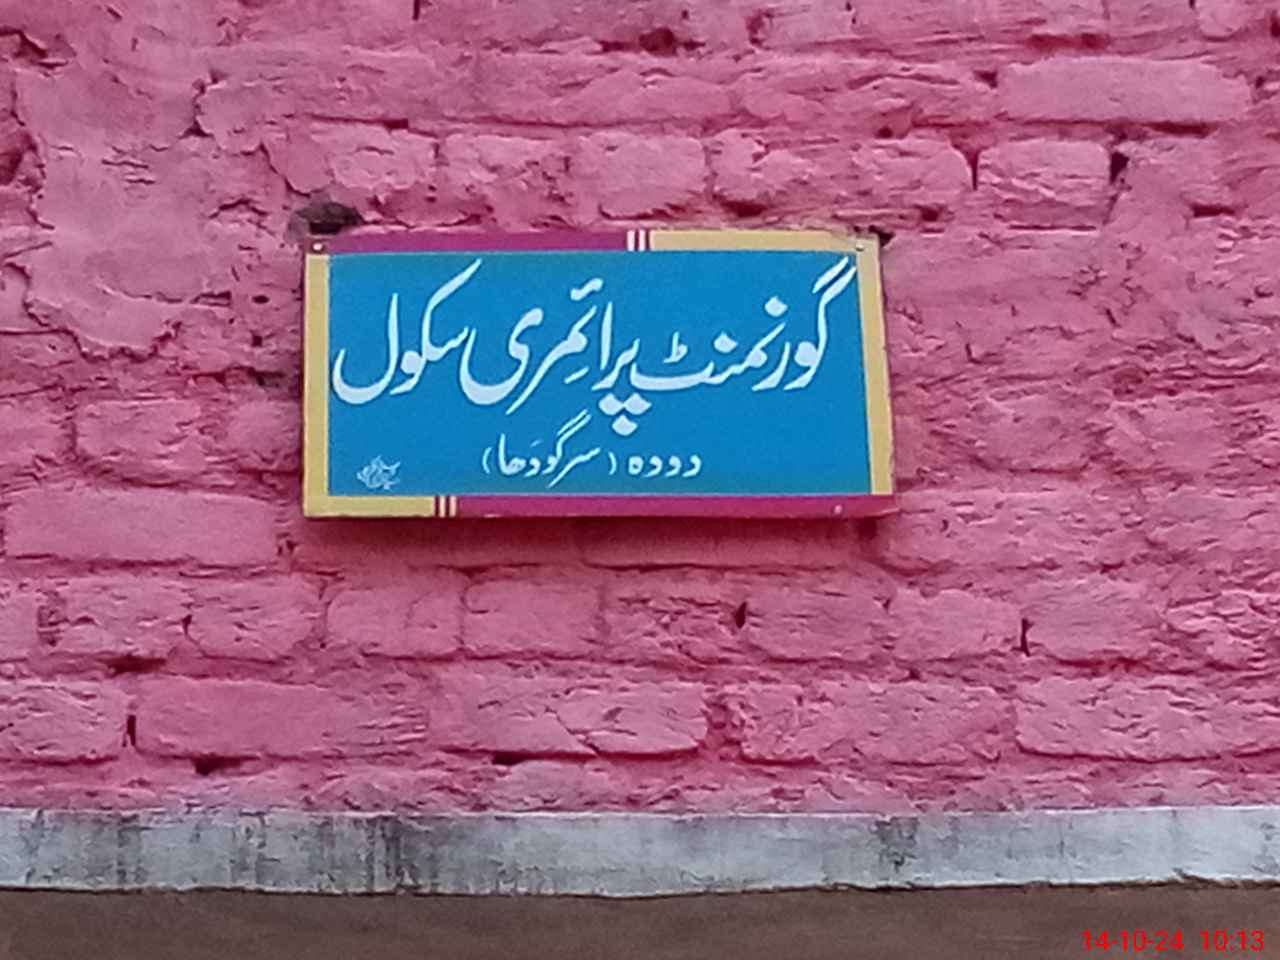 گورنمنٹ پرائمری سکول
دودہ (سرگودھا)
14-10-24 10:13